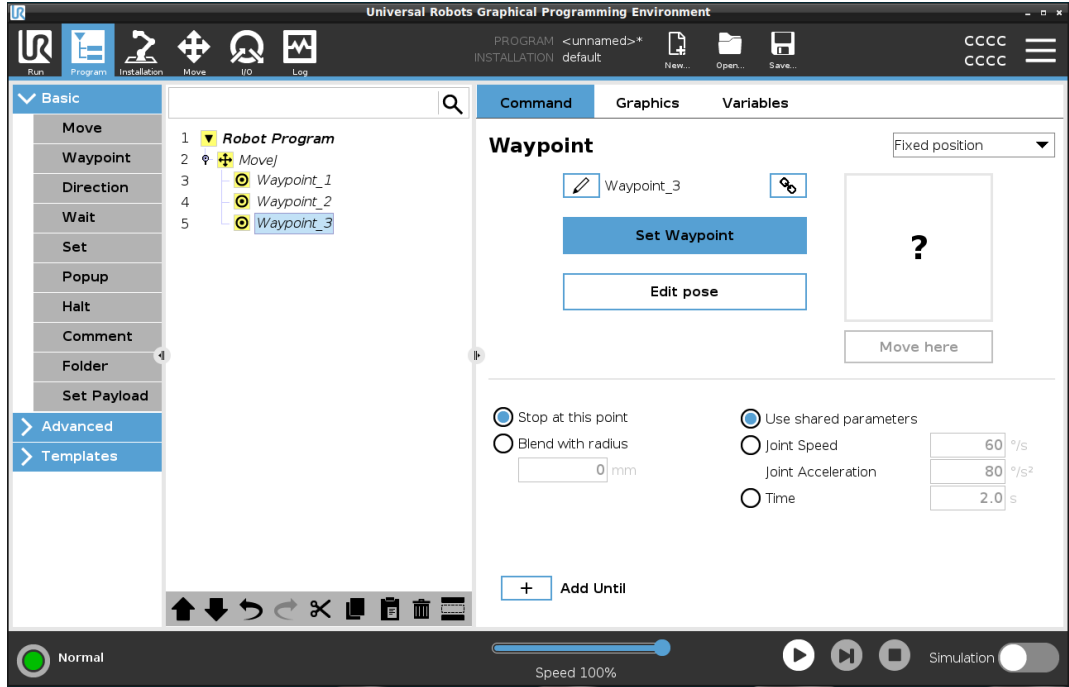 Universal Robots Graphical Programming Environment
PROGRAM <unnamed>*
INSTALLATION default
CCCC
CCCC
Run Program Installation Move I/O Log New... Open... Save...
Basic
Move
Waypoint
Direction
Wait
Set
Popup
Halt
Comment
Folder
Set Payload
Advanced
Templates
1 Robot Program
2 MoveJ
3 Waypoint_1
4 Waypoint_2
5 Waypoint_3
Command Graphics Variables
Waypoint
Fixed position
Waypoint_3
Set Waypoint
?
Edit pose
Move here
Stop at this point
Blend with radius
0 mm
Use shared parameters
Joint Speed 60 °/s
Joint Acceleration 80 °/s²
Time 2.0 s
+ Add Until
Normal
Speed 100%
Simulation